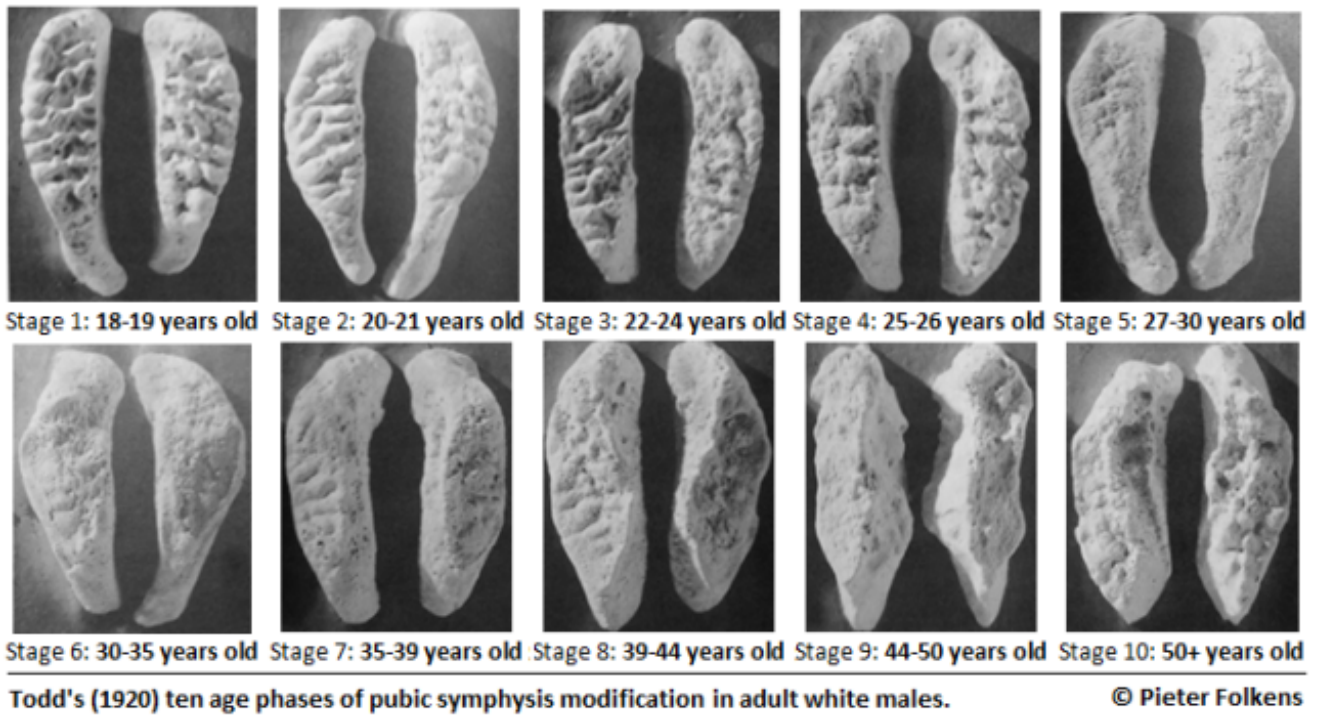 Stage 1: 18-19 years old Stage 2: 20-21 years old Stage 3: 22-24 years old Stage 4: 25-26 years old Stage 5: 27-30 years old
Stage 6: 30-35 years old Stage 7: 35-39 years old Stage 8: 39-44 years old Stage 9: 44-50 years old Stage 10: 50+ years old
Todd's (1920) ten age phases of pubic symphysis modification in adult white males. © Pieter Folkens